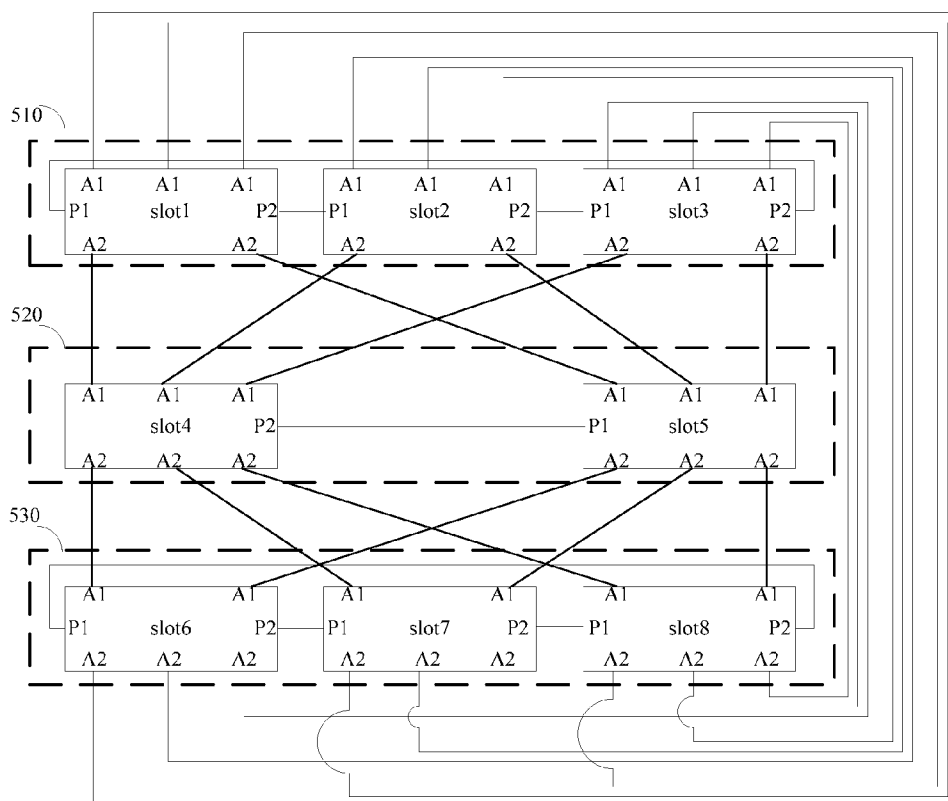 510
A1 A1 A1 A1 A1 A1 A1 A1 A1
P1 slot1 P2 P1 slot2 P2 P1 slot3 P2
A2 A2 A2 A2 A2 A2
520
A1 A1 A1 A1 A1 A1
slot4 P2 P1 slot5
A2 A2 A2 A2 A2 A2
530
A1 A1 A1 A1 A1 A1
P1 slot6 P2 P1 slot7 P2 P1 slot8 P2
A2 A2 A2 A2 A2 A2 A2 A2 A2